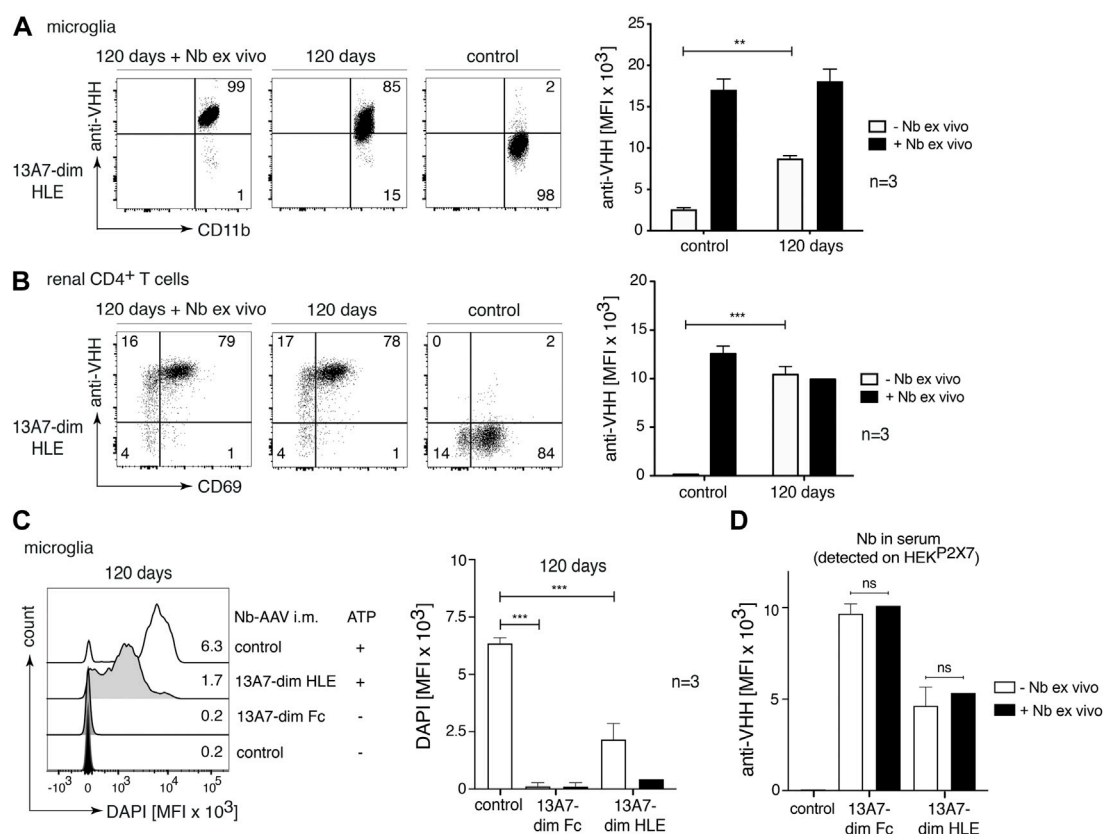 A microglia
120 days + Nb ex vivo 120 days control
anti-VHH
99
1
85
15
2
98
13A7-dim
HLE
CD11b
anti-VHH [MFI x 10³]
25
20
15
10
5
0
**
control 120 days
- Nb ex vivo
+ Nb ex vivo
n=3
B renal CD4+ T cells
120 days + Nb ex vivo 120 days control
anti-VHH
16 79
4 1
17 78
4 1
0 2
14 84
13A7-dim
HLE
CD69
anti-VHH [MFI x 10³]
20
15
10
5
0
***
control 120 days
- Nb ex vivo
+ Nb ex vivo
n=3
C microglia
120 days
count
Nb-AAV i.m. ATP
6.3 control +
1.7 13A7-dim HLE +
0.2 13A7-dim Fc -
0.2 control -
-10³ 0 10³ 10⁴ 10⁵
DAPI [MFI x 10³]
120 days
DAPI [MFI x 10³]
10
7.5
5.0
2.5
0
***
***
control 13A7-
dim Fc
13A7-
dim HLE
n=3
D
Nb in serum
(detected on HEKP2X7)
anti-VHH [MFI x 10³]
10
5
0
ns
ns
control 13A7-
dim Fc
13A7-
dim HLE
- Nb ex vivo
+ Nb ex vivo